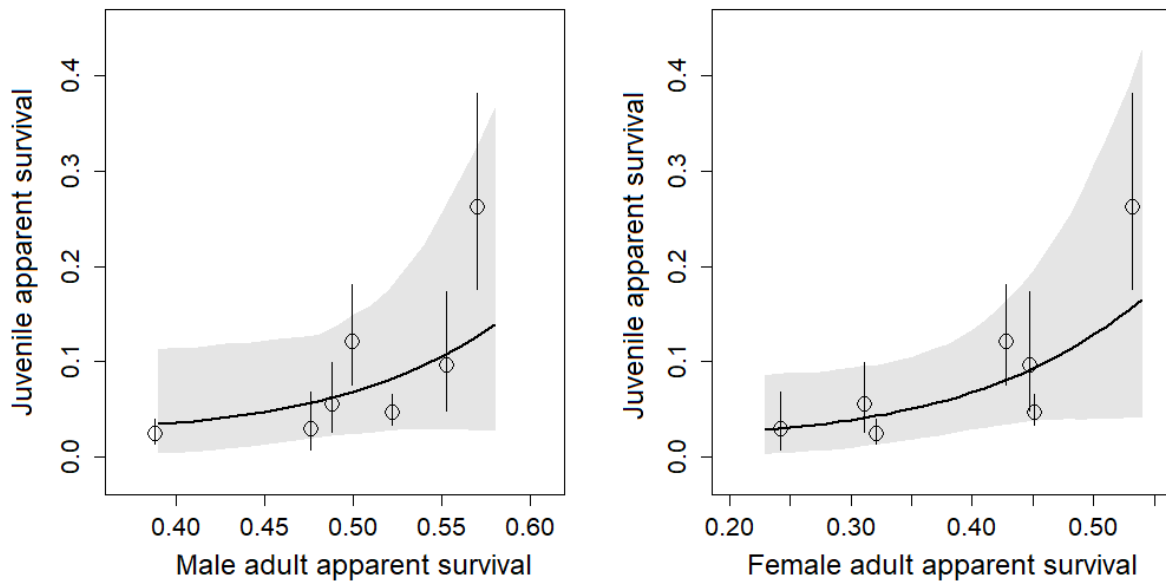 Juvenile apparent survival
0.4
0.3
0.2
0.1
0.0
0.40 0.45 0.50 0.55 0.60
Male adult apparent survival
Juvenile apparent survival
0.4
0.3
0.2
0.1
0.0
0.20 0.30 0.40 0.50
Female adult apparent survival